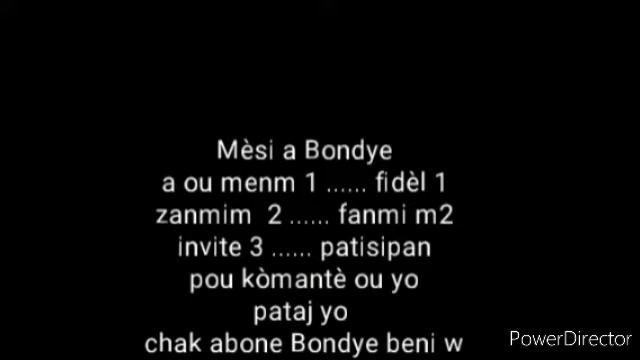 Mèsi a Bondye
a ou menm 1 ...... fidèl 1
zanmim 2 ...... fanmi m2
invite 3 ...... patisipan
pou kòmantè ou yo
pataj yo
chak abone Bondye beni w
PowerDirector